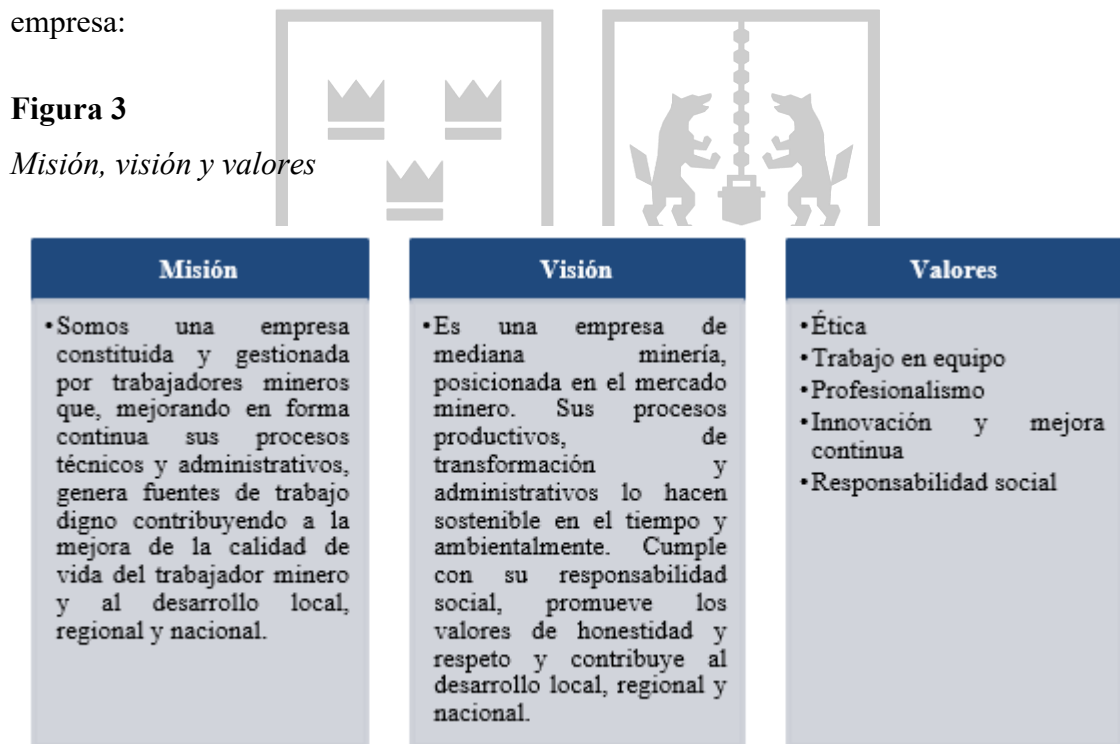 empresa:
Figura 3
Misión, visión y valores
Misión
•Somos una empresa
constituida y gestionada
por trabajadores mineros
que, mejorando en forma
continua sus procesos
técnicos y administrativos,
genera fuentes de trabajo
digno contribuyendo a la
mejora de la calidad de
vida del trabajador minero
y al desarrollo local,
regional y nacional.
Visión
•Es una empresa de
mediana minería,
posicionada en el mercado
minero. Sus procesos
productivos, de
transformación y
administrativos lo hacen
sostenible en el tiempo y
ambientalmente. Cumple
con su responsabilidad
social, promueve los
valores de honestidad y
respeto y contribuye al
desarrollo local, regional y
nacional.
Valores
•Ética
•Trabajo en equipo
•Profesionalismo
•Innovación y mejora
continua
•Responsabilidad social